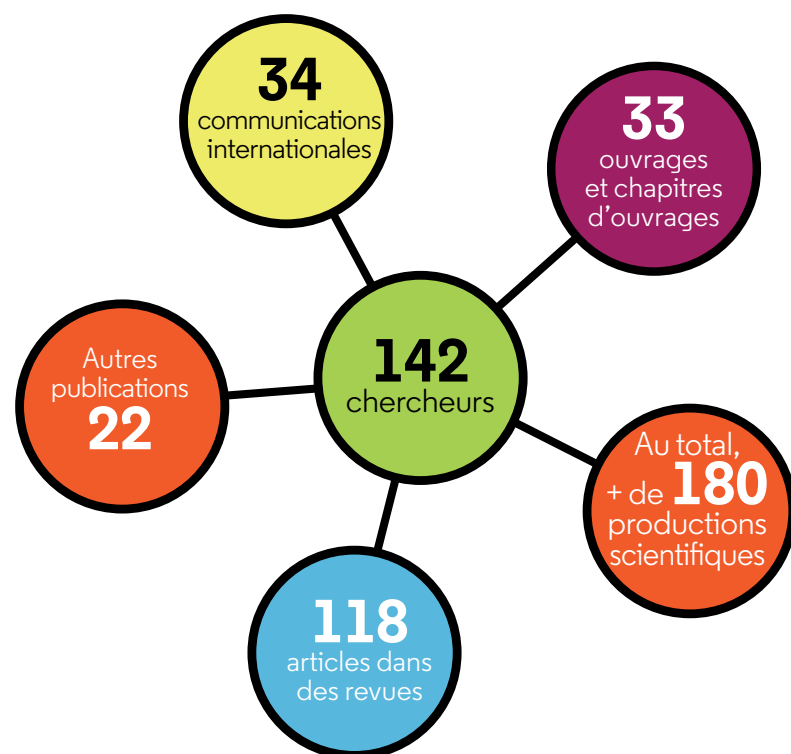 34
communications
internationales
33
ouvrages
et chapitres
d'ouvrages
142
chercheurs
Autres
publications
22
Au total,
+ de 180
productions
scientifiques
118
articles dans
des revues